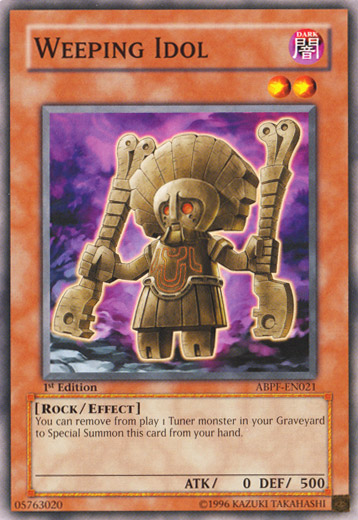 WEEPING IDOL
DARK
闇
1st Edition
ABPF-EN021
[ROCK/EFFECT]
You can remove from play 1 Tuner monster in your Graveyard
to Special Summon this card from your hand.
ATK/ 0 DEF/ 500
05763020
©1996 KAZUKI TAKAHASHI